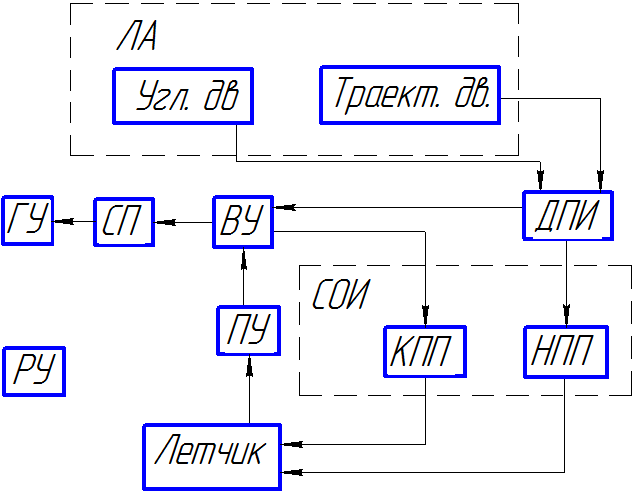 ЛА
Угл. дв
Траект. дв.
ГУ
СП
ВУ
ДПИ
СОИ
ПУ
КПП
НПП
РУ
Летчик